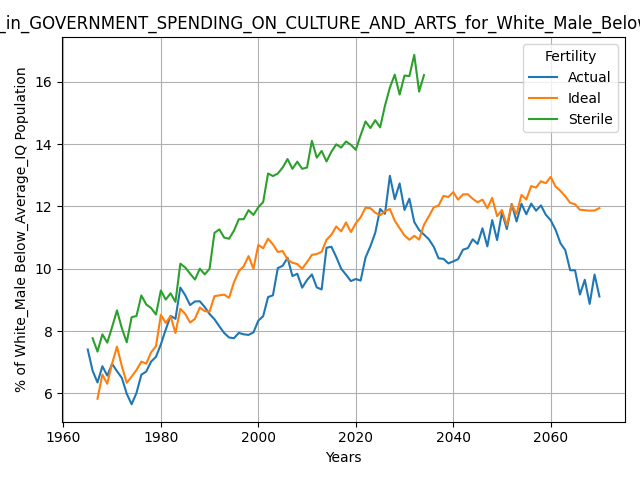 _in_GOVERNMENT_SPENDING_ON_CULTURE_AND_ARTS_for_White_Male_Below
Fertility
Actual
Ideal
Sterile
% of White_Male Below_Average_IQ Population
16
14
12
10
8
6
1960
1980
2000
2020
2040
2060
Years